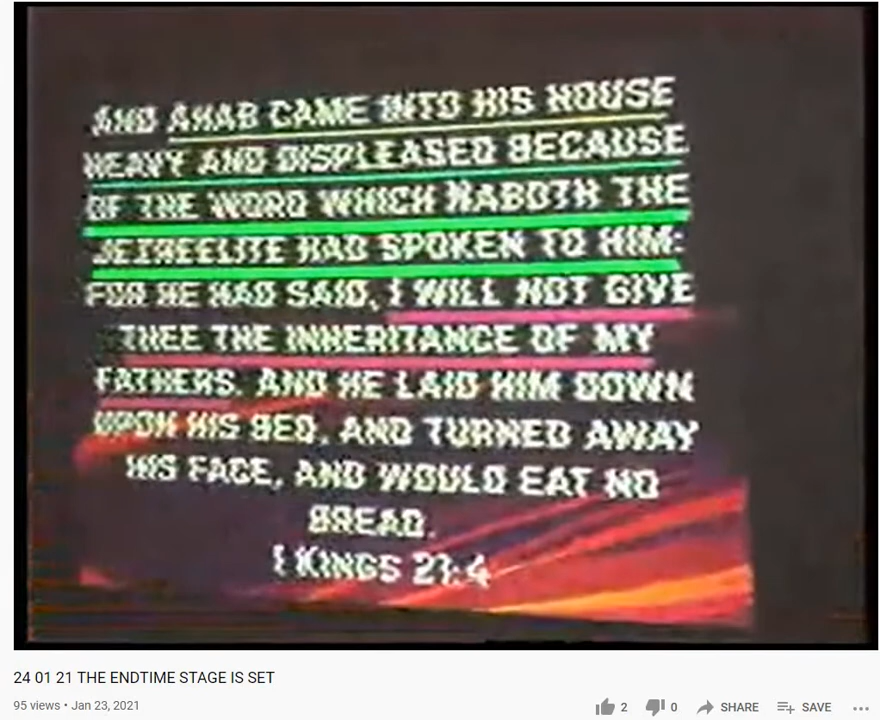 AND AHAB CAME INTO HIS HOUSE
HEAVY AND DISPLEASED BECAUSE
OF THE WORD WHICH NABOTH THE
JEZREELITE HAD SPOKEN TO HIM:
FOR HE HAD SAID, I WILL NOT GIVE
THEE THE INHERITANCE OF MY
FATHERS. AND HE LAID HIM DOWN
UPON HIS BED, AND TURNED AWAY
HIS FACE, AND WOULD EAT NO
BREAD.
1 KINGS 21:4
24 01 21 THE ENDTIME STAGE IS SET
95 views • Jan 23, 2021
2 0 SHARE SAVE ...